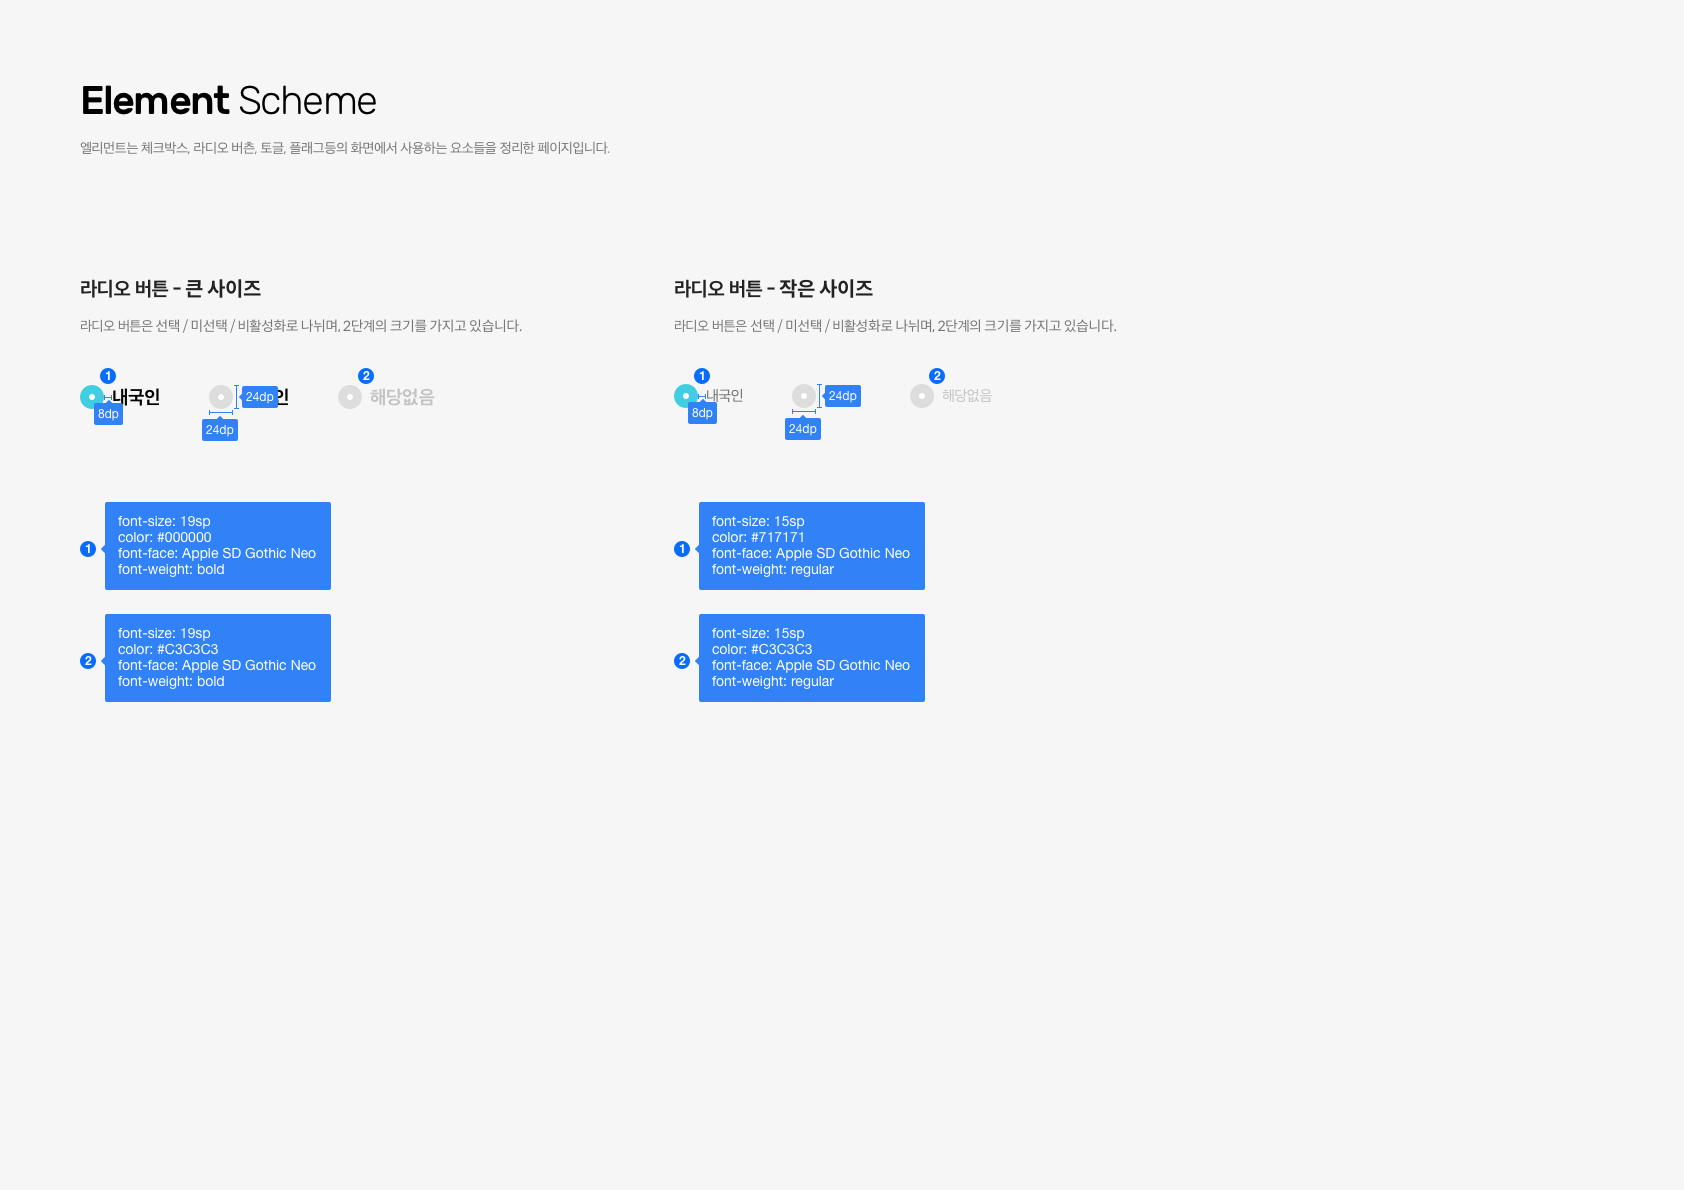 Element Scheme
엘리먼트는 체크박스, 라디오 버츤, 토글, 플래그등의 화면에서 사용하는 요소들을 정리한 페이지입니다.
라디오 버튼 - 큰 사이즈
라디오 버튼은 선택 / 미선택 / 비활성화로 나뉘며, 2단계의 크기를 가지고 있습니다.
1
2
내국인
24dp
인
해당없음
8dp
24dp
1
font-size: 19sp
color: #000000
font-face: Apple SD Gothic Neo
font-weight: bold
2
font-size: 19sp
color: #C3C3C3
font-face: Apple SD Gothic Neo
font-weight: bold
라디오 버튼 - 작은 사이즈
라디오 버튼은 선택 / 미선택 / 비활성화로 나뉘며, 2단계의 크기를 가지고 있습니다.
1
2
내국인
24dp
해당없음
8dp
24dp
1
font-size: 15sp
color: #717171
font-face: Apple SD Gothic Neo
font-weight: regular
2
font-size: 15sp
color: #C3C3C3
font-face: Apple SD Gothic Neo
font-weight: regular